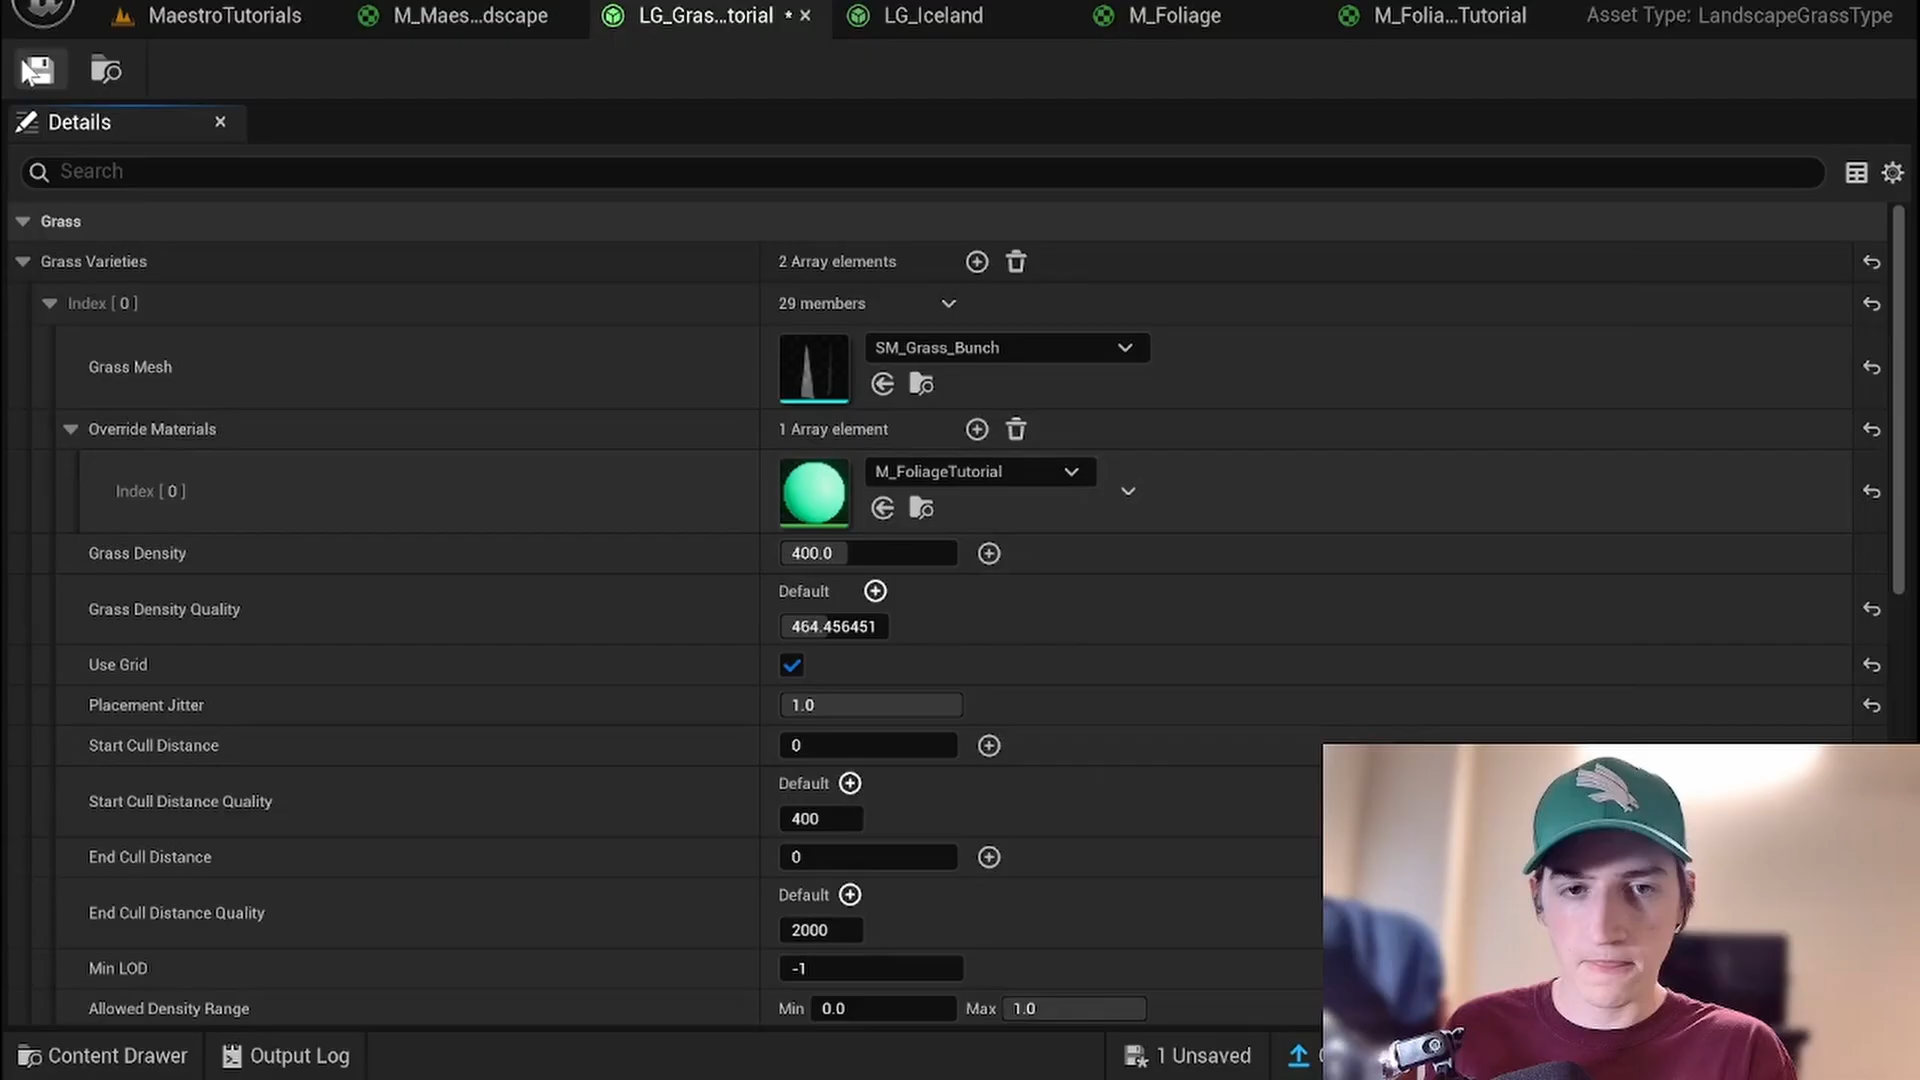 MaestroTutorials
M_Maes...dscape
LG_Gras...torial *
LG_Iceland
M_Foliage
M_Folia...Tutorial
Asset Type: LandscapeGrassType
Details
Search
Grass
Grass Varieties
2 Array elements
Index [ 0 ]
29 members
Grass Mesh
SM_Grass_Bunch
Override Materials
1 Array element
Index [ 0 ]
M_FoliageTutorial
Grass Density
400.0
Grass Density Quality
Default
464.456451
Use Grid
Placement Jitter
1.0
Start Cull Distance
0
Start Cull Distance Quality
Default
400
End Cull Distance
0
End Cull Distance Quality
Default
2000
Min LOD
-1
Allowed Density Range
Min 0.0 Max 1.0
Content Drawer
Output Log
1 Unsaved